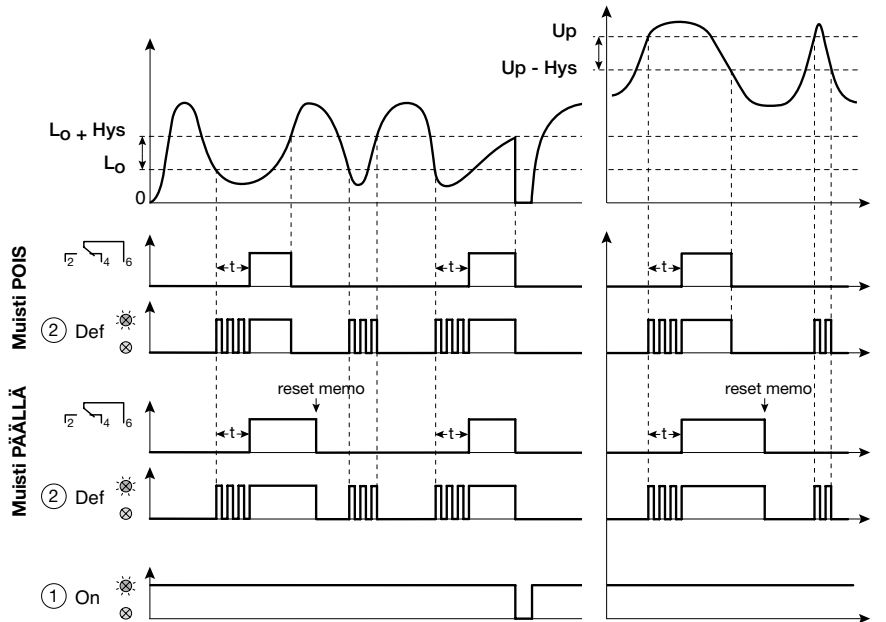 Up
Up - Hys
Lo + Hys
Lo
0
Muisti POIS
2 4 6
t t t
② Def
Muisti PÄÄLLÄ
reset memo reset memo
2 4 6
t t t
② Def
① On